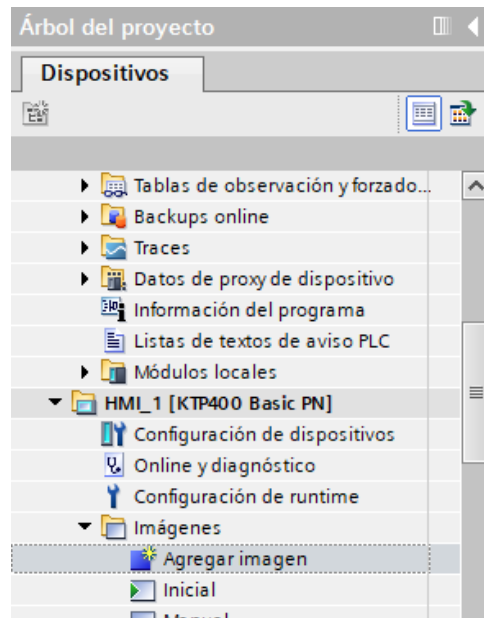 Árbol del proyecto
Dispositivos
Tablas de observación y forzado...
Backups online
Traces
Datos de proxy de dispositivo
Información del programa
Listas de textos de aviso PLC
Módulos locales
HMI_1 [KTP400 Basic PN]
Configuración de dispositivos
Online y diagnóstico
Configuración de runtime
Imágenes
Agregar imagen
Inicial
Manual